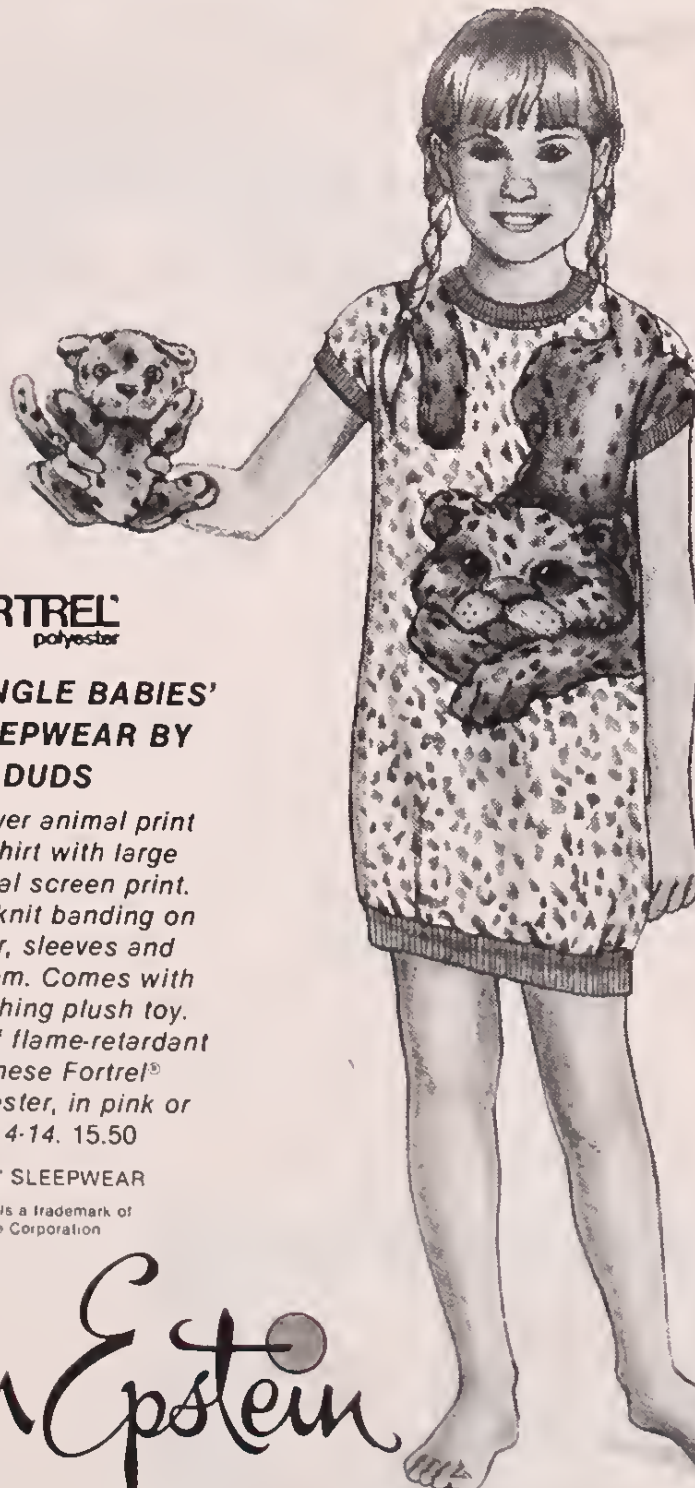 RTREL®
polyester
NGLE BABIES'
EPWEAR BY
DUDS
ver animal print
hirt with large
al screen print.
knit banding on
r, sleeves and
m. Comes with
hing plush toy.
f flame-retardant
nese Fortrel®
ester, in pink or
4-14. 15.50
' SLEEPWEAR
is a trademark of
e Corporation
n Epstein